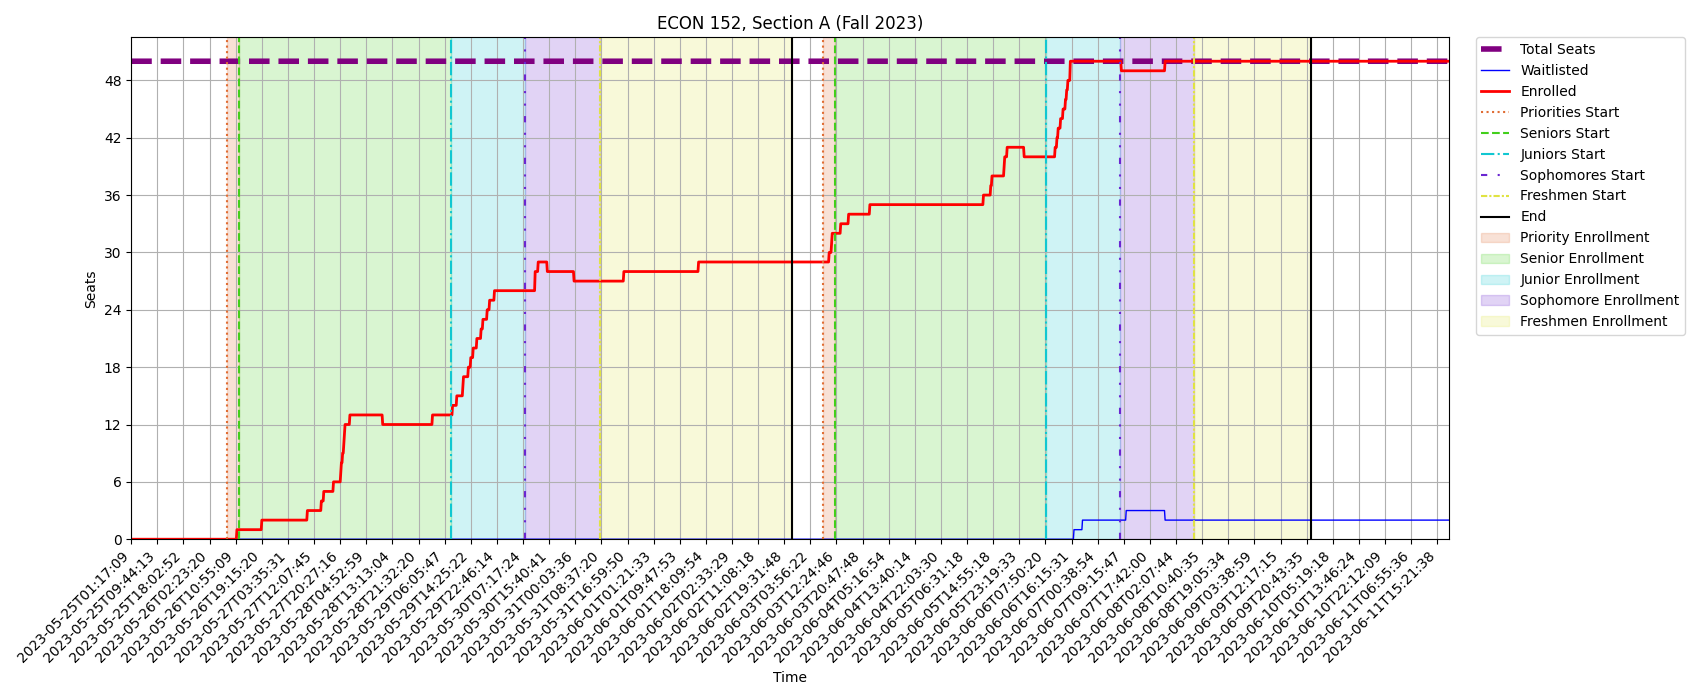 ECON 152, Section A (Fall 2023)
Seats
48
42
36
30
24
18
12
6
0
2023-05-25T01:17:09
2023-05-25T09:44:13
2023-05-25T18:02:52
2023-05-26T02:23:20
2023-05-26T10:55:09
2023-05-26T19:15:20
2023-05-27T03:35:31
2023-05-27T12:07:45
2023-05-27T20:27:16
2023-05-28T04:52:59
2023-05-28T13:13:04
2023-05-28T21:32:20
2023-05-29T06:05:47
2023-05-29T14:25:22
2023-05-29T22:46:14
2023-05-30T07:17:24
2023-05-30T15:40:41
2023-05-31T00:03:36
2023-05-31T08:37:20
2023-05-31T16:59:50
2023-06-01T01:21:33
2023-06-01T09:47:53
2023-06-01T18:09:54
2023-06-02T02:33:29
2023-06-02T11:08:18
2023-06-02T19:31:48
2023-06-03T03:56:22
2023-06-03T12:24:46
2023-06-03T20:47:48
2023-06-04T05:16:54
2023-06-04T13:40:14
2023-06-04T22:03:30
2023-06-05T06:31:18
2023-06-05T14:55:18
2023-06-05T23:19:33
2023-06-06T07:50:20
2023-06-06T16:15:31
2023-06-07T00:38:54
2023-06-07T09:15:47
2023-06-07T17:42:00
2023-06-08T02:07:44
2023-06-08T10:40:35
2023-06-08T19:05:34
2023-06-09T03:38:59
2023-06-09T12:17:15
2023-06-09T20:43:35
2023-06-10T05:19:18
2023-06-10T13:46:24
2023-06-10T22:12:09
2023-06-11T06:55:36
2023-06-11T15:21:38
Time
Total Seats
Waitlisted
Enrolled
Priorities Start
Seniors Start
Juniors Start
Sophomores Start
Freshmen Start
End
Priority Enrollment
Senior Enrollment
Junior Enrollment
Sophomore Enrollment
Freshmen Enrollment